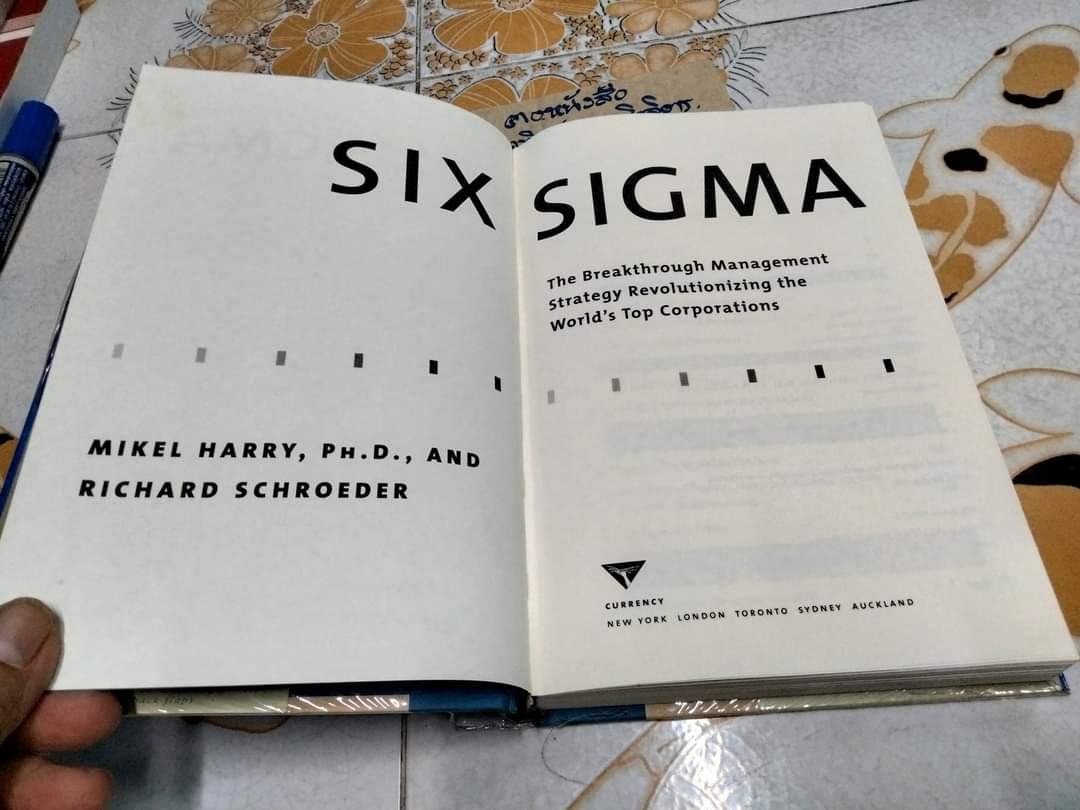 SIX SIGMA
The Breakthrough Management
Strategy Revolutionizing the
World's Top Corporations
MIKEL HARRY, PH.D., AND
RICHARD SCHROEDER
CURRENCY
NEW YORK LONDON TORONTO SYDNEY AUCKLAND